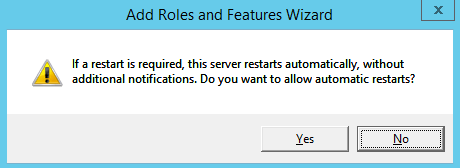 Add Roles and Features Wizard
If a restart is required, this server restarts automatically, without
additional notifications. Do you want to allow automatic restarts?
Yes
No